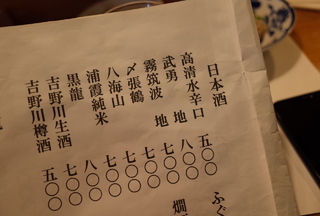 日本酒 五〇〇
高清水辛口 八〇〇
武勇 地 七〇〇
霧筑波 地 七〇〇
〆張鶴 七〇〇
八海山 七〇〇
浦霞純米 八〇〇
黒龍 七〇〇
吉野川生酒 七〇〇
吉野川樽酒 五〇〇
ふぐ
燗